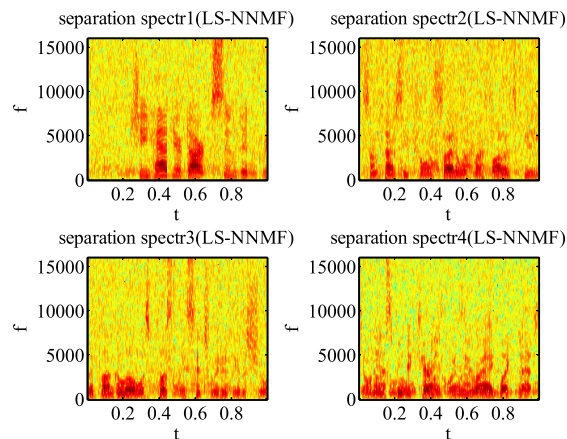 separation spectr1(LS-NNMF) separation spectr2(LS-NNMF)
15000 15000
f f
10000 10000
5000 5000
0 0
0.2 0.4 0.6 0.8 0.2 0.4 0.6 0.8
t t
separation spectr3(LS-NNMF) separation spectr4(LS-NNMF)
15000 15000
f f
10000 10000
5000 5000
0 0
0.2 0.4 0.6 0.8 0.2 0.4 0.6 0.8
t t